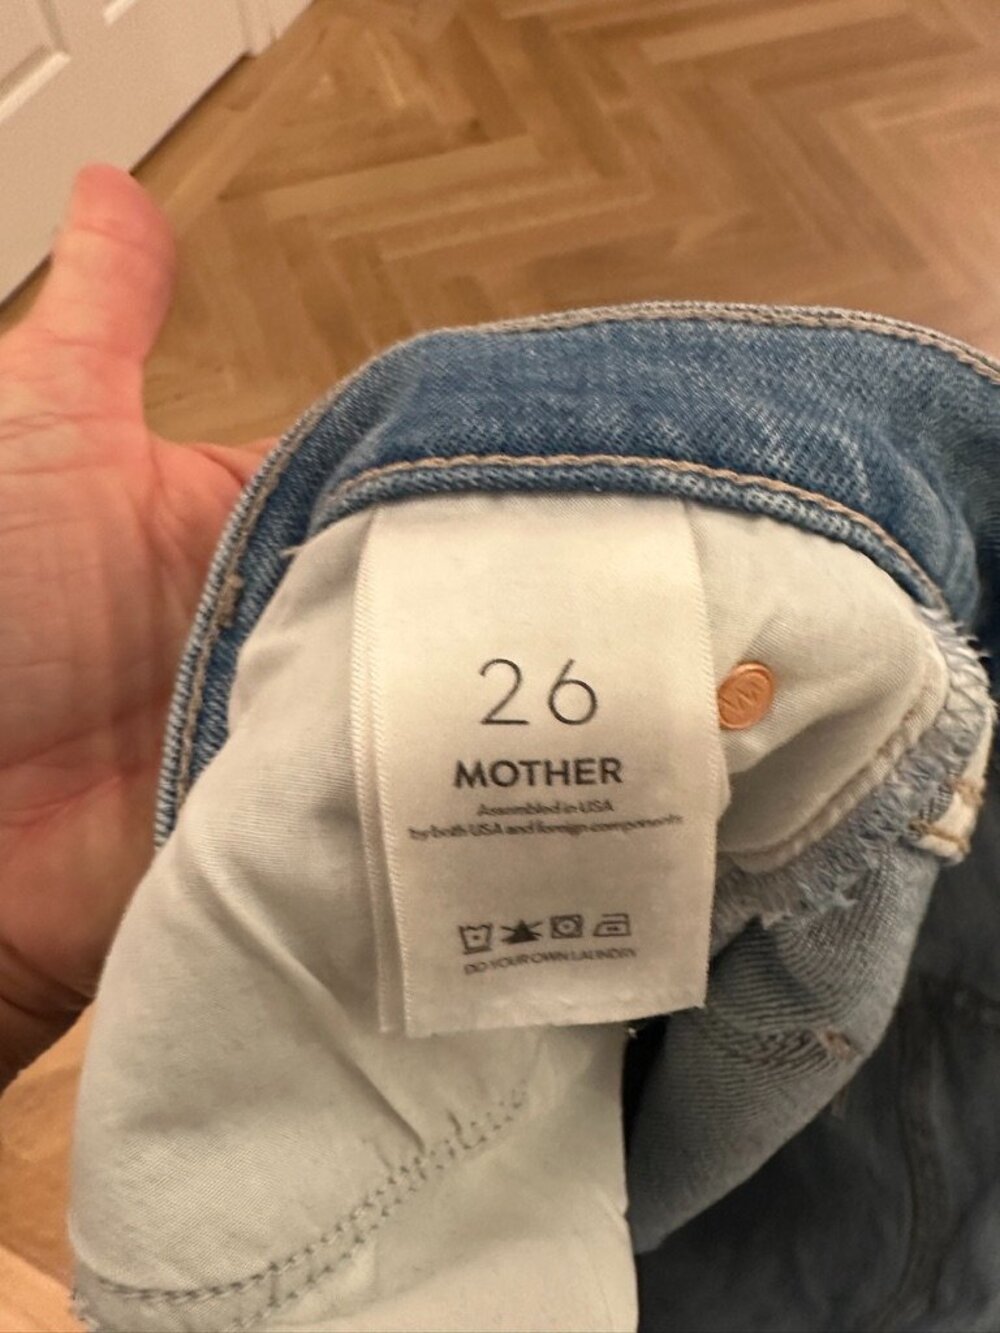 26
MOTHER
Assembled in USA
by both USA and foreign components
DO YOUR OWN LAUNDRY